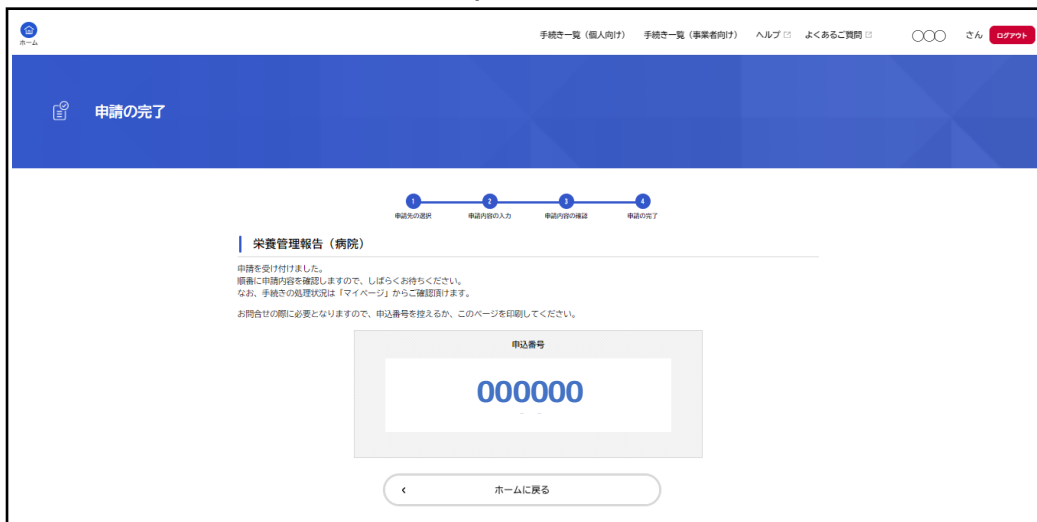 手続き一覧（個人向け） 手続き一覧（事業者向け） ヘルプ よくあるご質問 ◯◯◯ さん ログアウト
ホーム
申請の完了
1 2 3 4
申請先の選択 申請内容の入力 申請内容の確認 申請の完了
栄養管理報告（病院）
申請を受け付けました。
順番に申請内容を確認しますので、しばらくお待ちください。
なお、手続きの処理状況は「マイページ」からご確認頂けます。
お問合せの際に必要となりますので、申込番号を控えるか、このページを印刷してください。
申込番号
000000
ホームに戻る